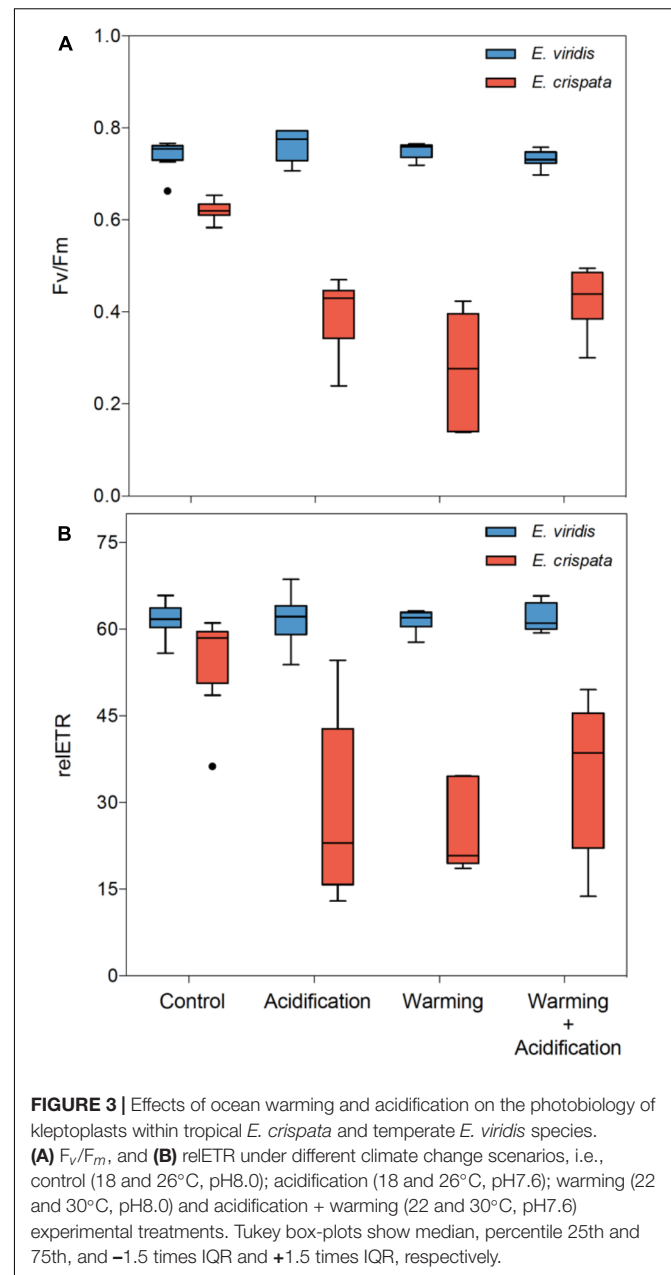 A
E. viridis
E. crispata
1.0
0.8
0.6
0.4
0.2
0.0
Fv/Fm
B
E. viridis
E. crispata
75
60
45
30
15
0
relETR
Control
Acidification
Warming
Warming
+
Acidification
FIGURE 3 | Effects of ocean warming and acidification on the photobiology of
kleptoplasts within tropical E. crispata and temperate E. viridis species.
(A) Fv/Fm, and (B) relETR under different climate change scenarios, i.e.,
control (18 and 26°C, pH8.0); acidification (18 and 26°C, pH7.6); warming (22
and 30°C, pH8.0) and acidification + warming (22 and 30°C, pH7.6)
experimental treatments. Tukey box-plots show median, percentile 25th and
75th, and –1.5 times IQR and +1.5 times IQR, respectively.